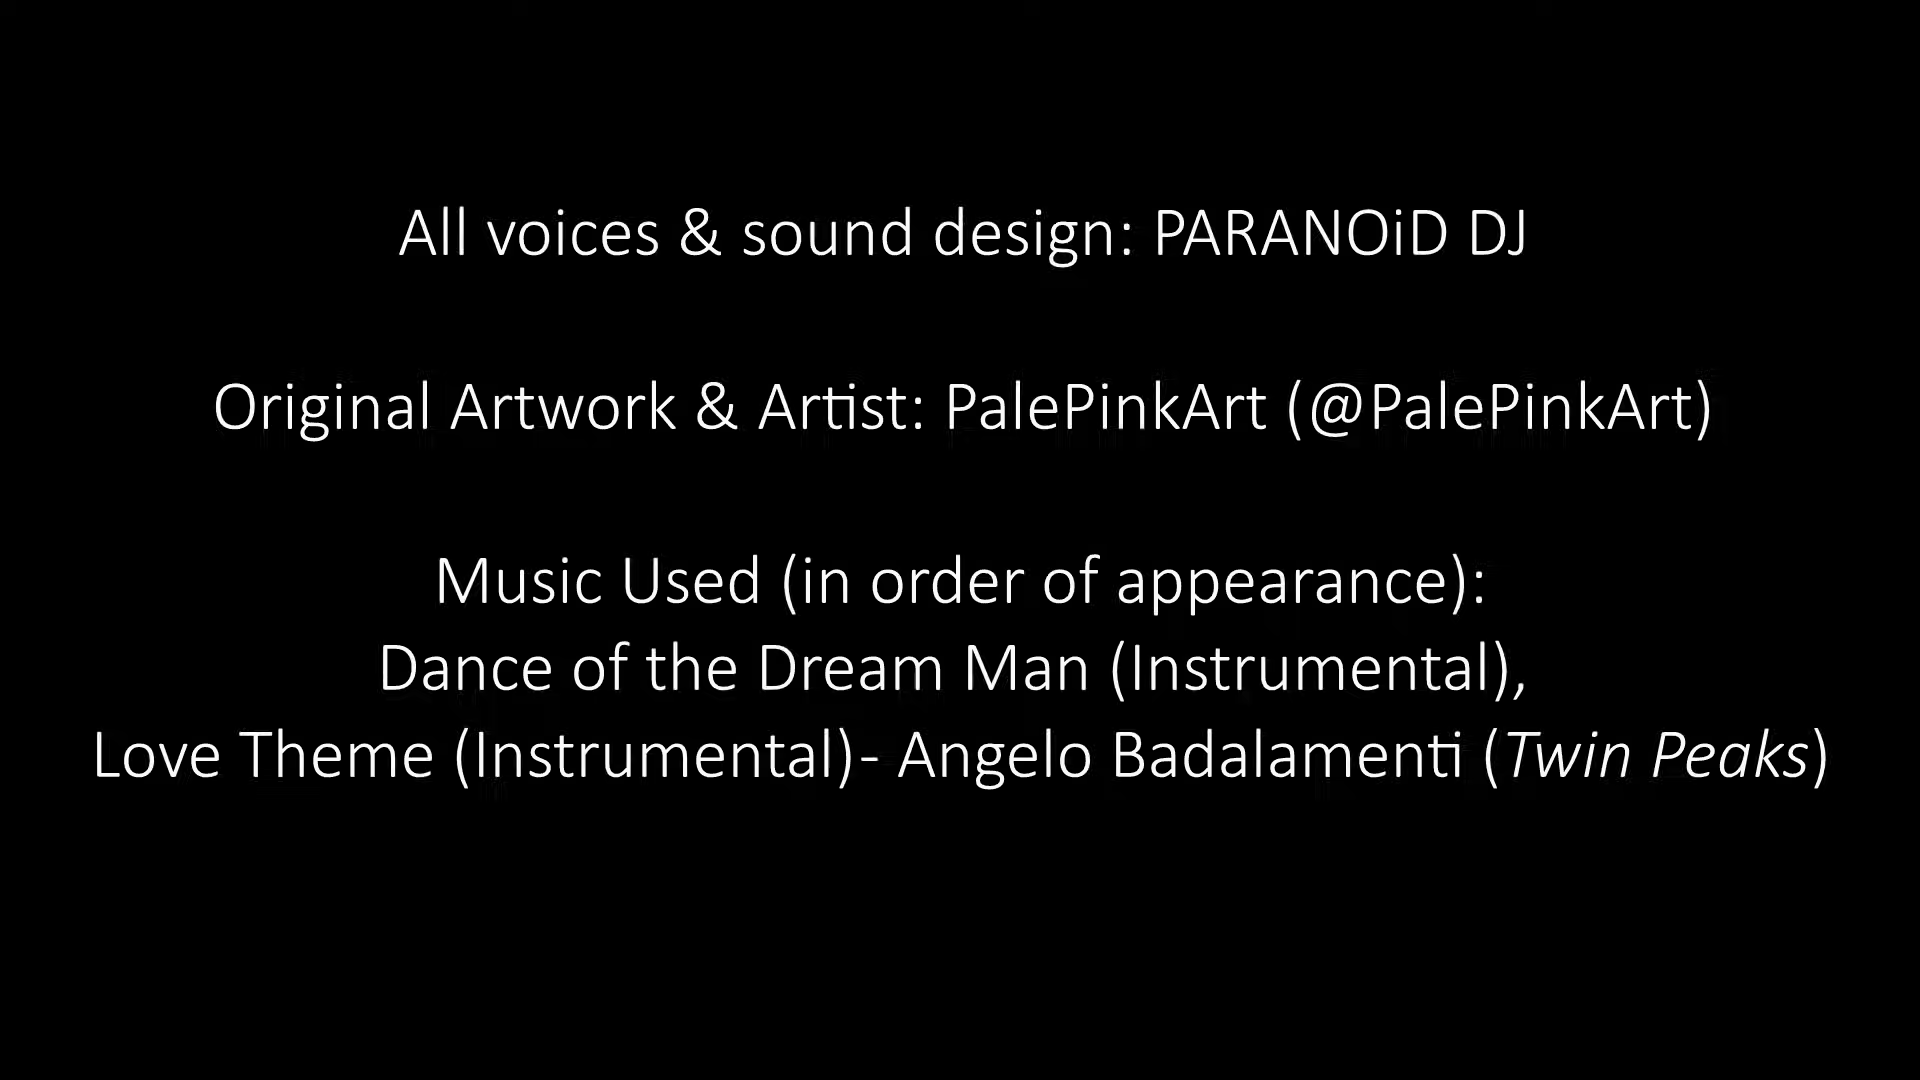 All voices & sound design: PARANOiD DJ
Original Artwork & Artist: PalePinkArt (@PalePinkArt)
Music Used (in order of appearance):
Dance of the Dream Man (Instrumental),
Love Theme (Instrumental)- Angelo Badalamenti (Twin Peaks)